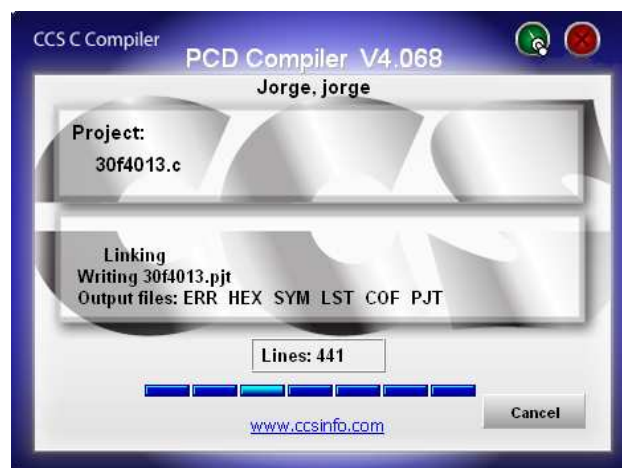 CCS C Compiler
PCD Compiler V4.068
Jorge, jorge
Project:
30f4013.c
Linking
Writing 30f4013.pjt
Output files: ERR HEX SYM LST COF PJT
Lines: 441
Cancel
www.ccsinfo.com